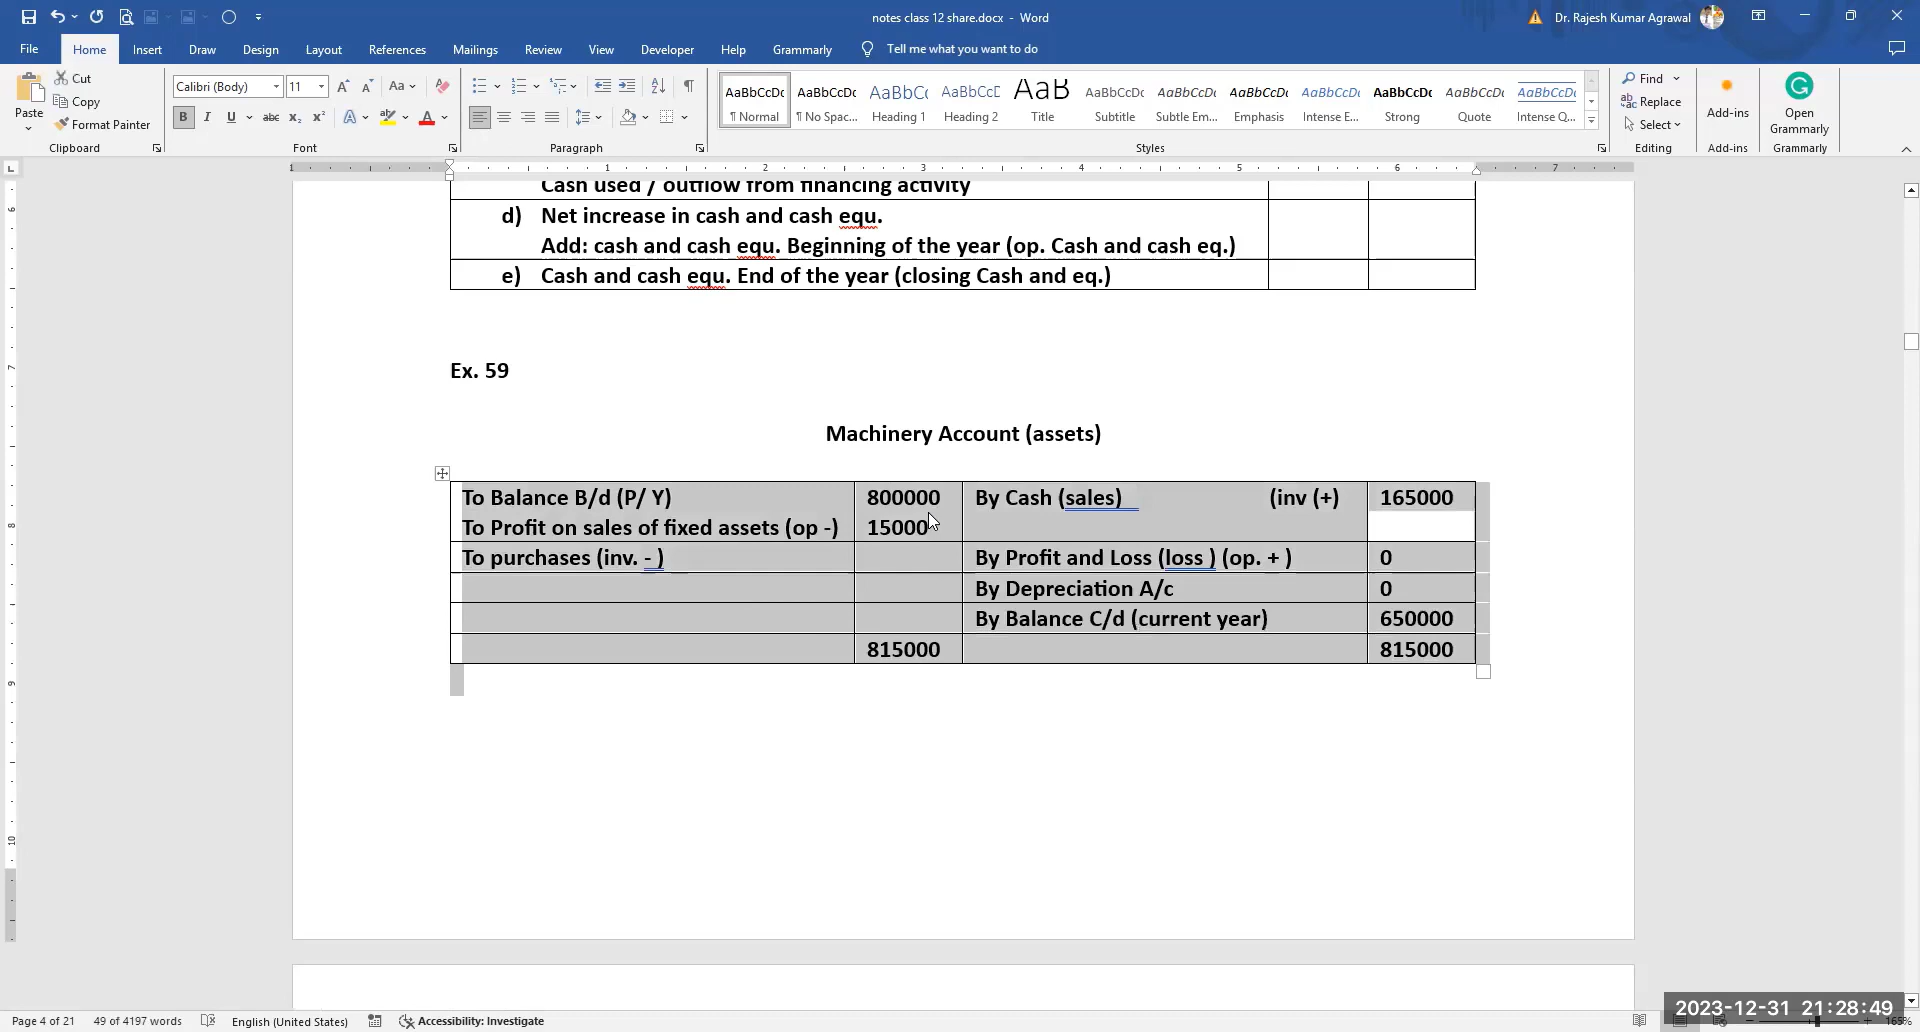 notes class 12 share.docx - Word
Dr. Rajesh Kumar Agrawal
File Home Insert Draw Design Layout References Mailings Review View Developer Help Grammarly Tell me what you want to do
Paste
Cut
Copy
Format Painter
Clipboard
Calibri (Body) 11
Font
Paragraph
AaBbCcDc AaBbCcDc AaBbC AaBbCcD AaB AaBbCcDc AaBbCcDc AaBbCcDc AaBbCcDc AaBbCcDc AaBbCcDc AaBbCcDc
¶ Normal ¶ No Spac... Heading 1 Heading 2 Title Subtitle Subtle Em... Emphasis Intense E... Strong Quote Intense Q...
Styles
Find
Replace
Select
Editing
Add-ins
Add-ins
Open
Grammarly
Grammarly
Cash used / outflow from financing activity
d) Net increase in cash and cash equ.
Add: cash and cash equ. Beginning of the year (op. Cash and cash eq.)
e) Cash and cash equ. End of the year (closing Cash and eq.)
Ex. 59
Machinery Account (assets)
To Balance B/d (P/ Y) 800000 By Cash (sales) (inv (+) 165000
To Profit on sales of fixed assets (op -) 15000
To purchases (inv. - ) By Profit and Loss (loss ) (op. + ) 0
By Depreciation A/c 0
By Balance C/d (current year) 650000
815000 815000
Page 4 of 21 49 of 4197 words English (United States) Accessibility: Investigate
2023-12-31 21:28:49
165%